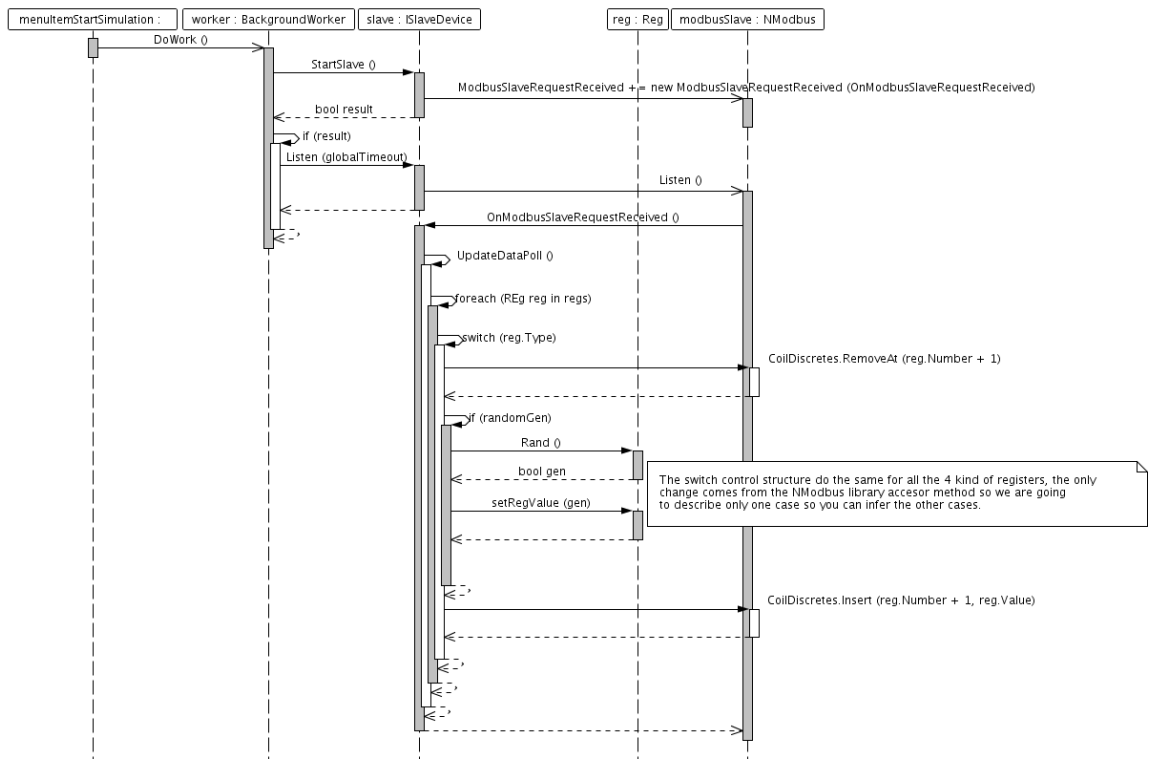 menuItemStartSimulation :
worker : BackgroundWorker
slave : ISlaveDevice
reg : Reg
modbusSlave : NModbus
DoWork ()
StartSlave ()
ModbusSlaveRequestReceived += new ModbusSlaveRequestReceived (OnModbusSlaveRequestReceived)
bool result
if (result)
Listen (globalTimeout)
Listen ()
OnModbusSlaveRequestReceived ()
UpdateDataPoll ()
foreach (REg reg in regs)
switch (reg.Type)
CoilDiscretes.RemoveAt (reg.Number + 1)
if (randomGen)
Rand ()
bool gen
The switch control structure do the same for all the 4 kind of registers, the only
change comes from the NModbus library accesor method so we are going
to describe only one case so you can infer the other cases.
setRegValue (gen)
CoilDiscretes.Insert (reg.Number + 1, reg.Value)